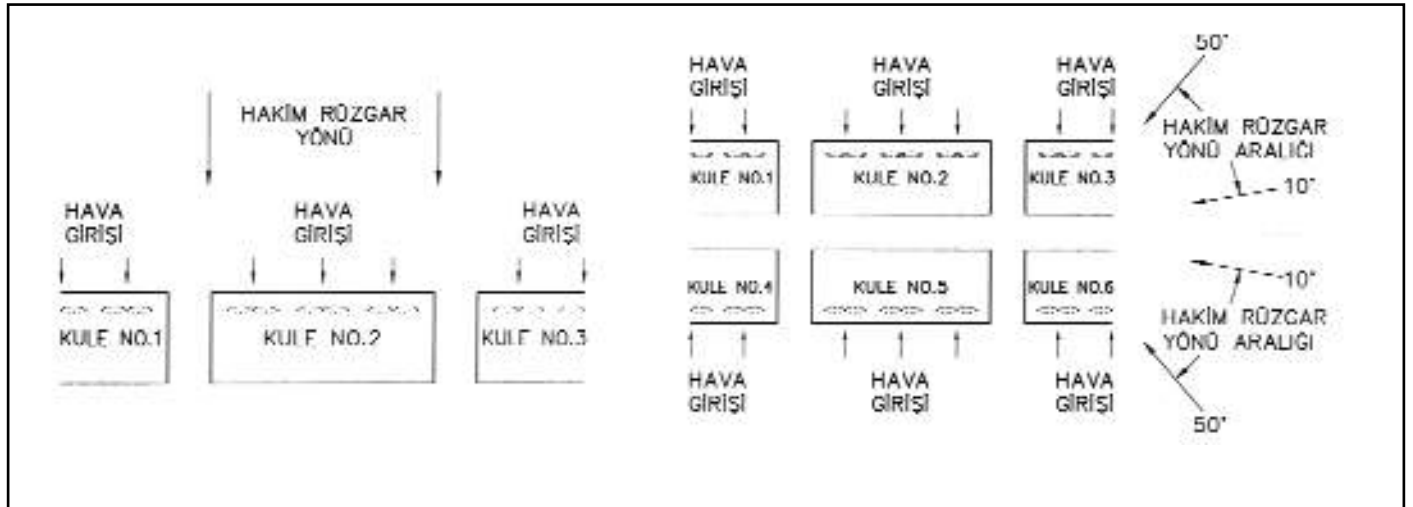 HAKİM RÜZGAR
YÖNÜ
HAVA
GİRİŞİ
HAVA
GİRİŞİ
HAVA
GİRİŞİ
KULE NO.1
KULE NO.2
KULE NO.3
HAVA
GİRİŞİ
HAVA
GİRİŞİ
HAVA
GİRİŞİ
KULE NO.1
KULE NO.2
KULE NO.3
KULE NO.4
KULE NO.5
KULE NO.6
HAVA
GİRİŞİ
HAVA
GİRİŞİ
HAVA
GİRİŞİ
50°
HAKİM RÜZGAR
YÖNÜ ARALIĞI
10°
10°
HAKİM RÜZGAR
YÖNÜ ARALIĞI
50°